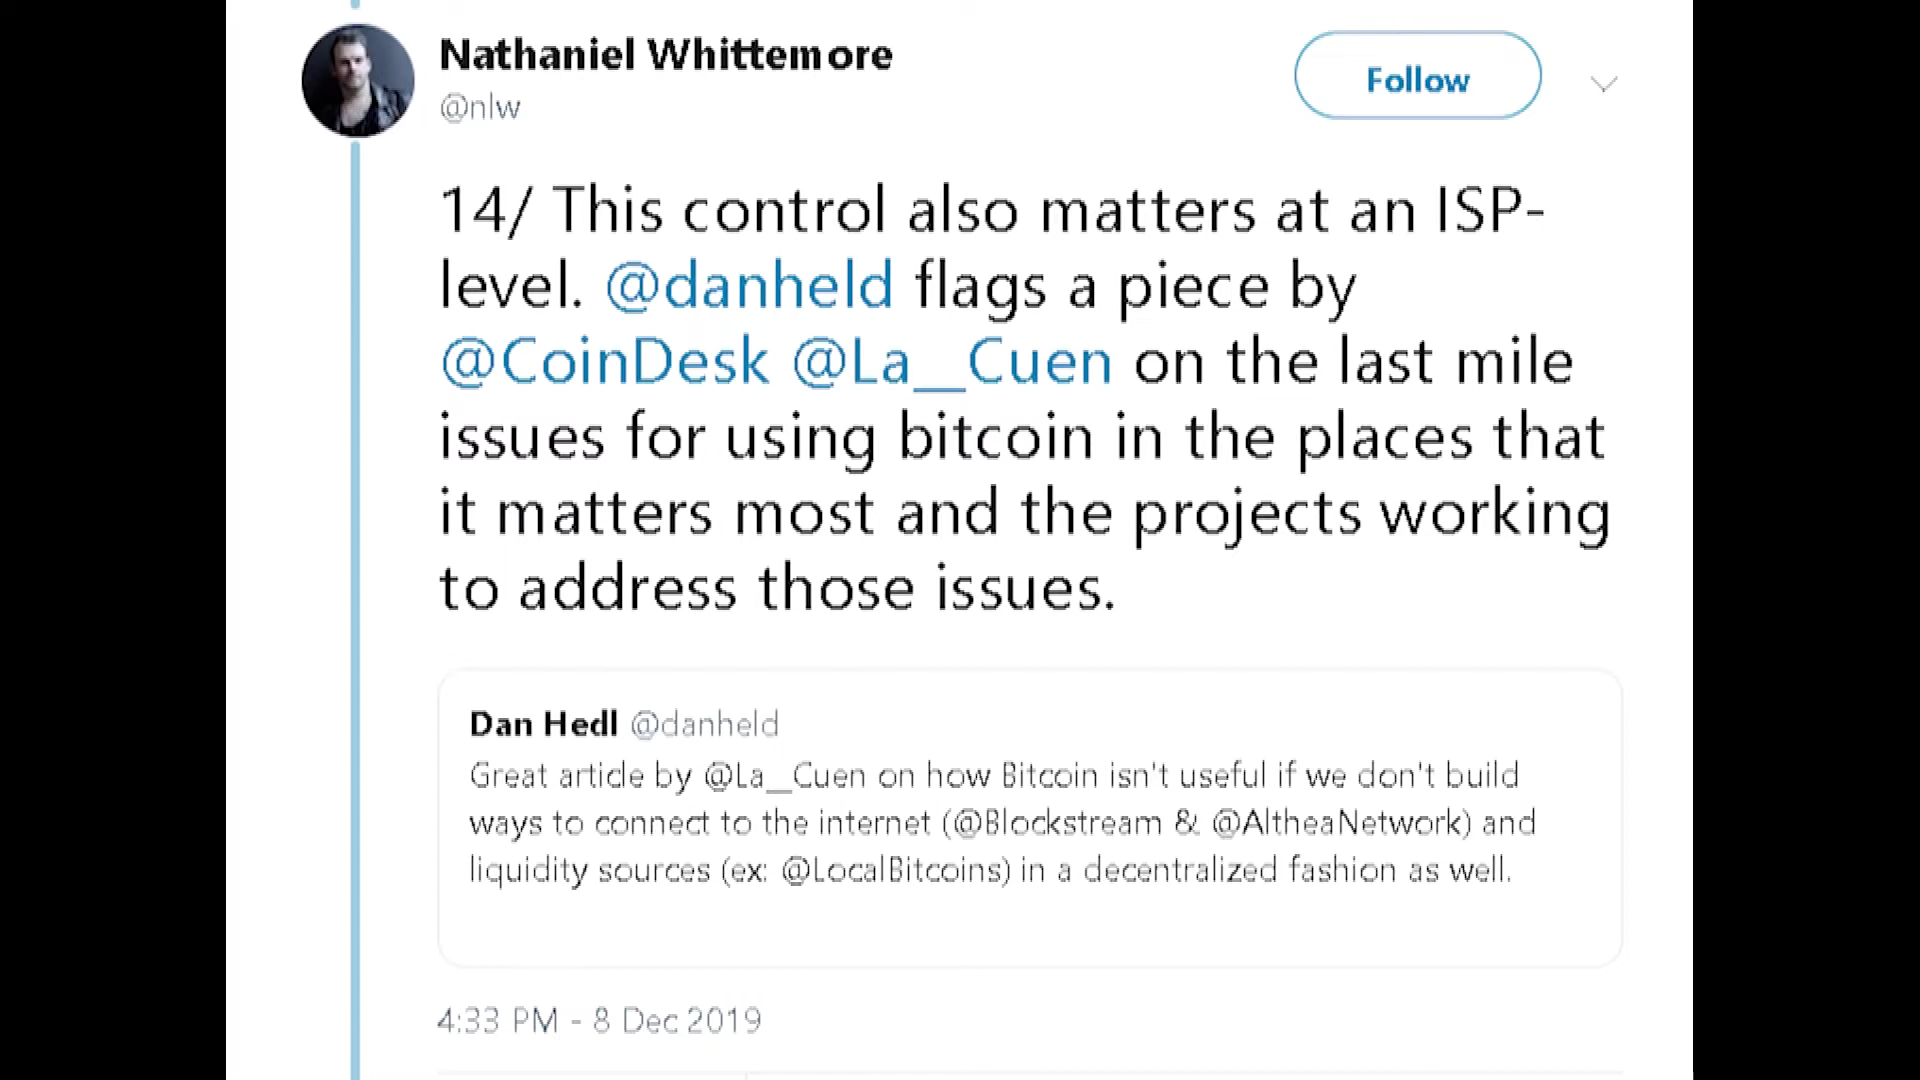 Nathaniel Whittemore
@nlw
Follow
14/ This control also matters at an ISP-
level. @danheld flags a piece by
@CoinDesk @La__Cuen on the last mile
issues for using bitcoin in the places that
it matters most and the projects working
to address those issues.
Dan Hedl @danheld
Great article by @La__Cuen on how Bitcoin isn't useful if we don't build
ways to connect to the internet (@Blockstream & @AltheaNetwork) and
liquidity sources (ex: @LocalBitcoins) in a decentralized fashion as well.
4:33 PM - 8 Dec 2019